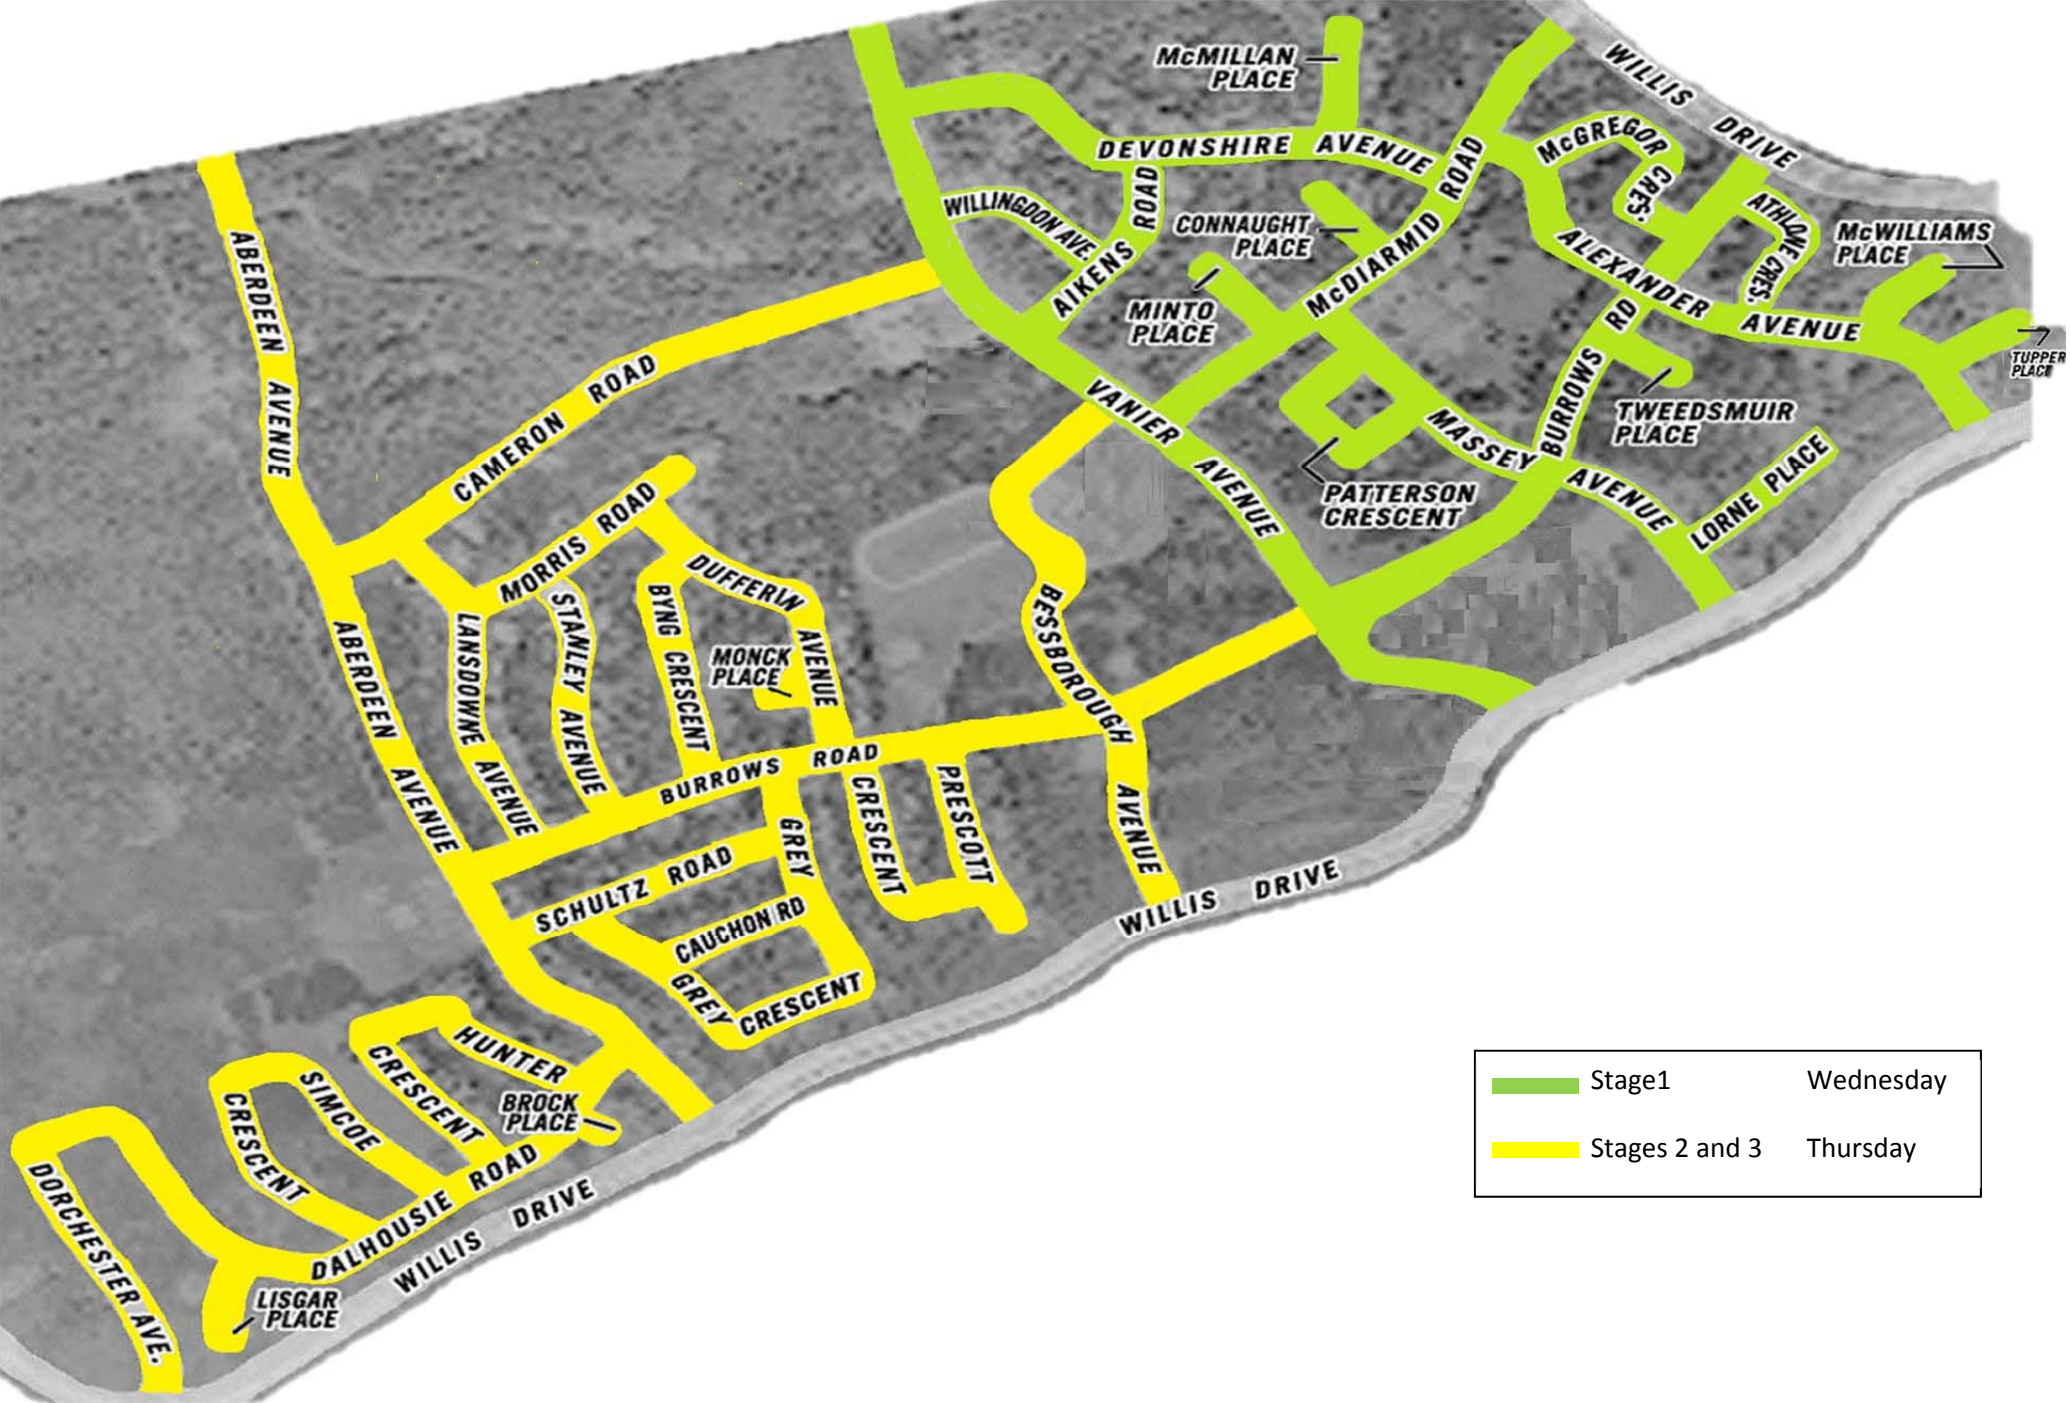 McMILLAN
PLACE
WILLIS DRIVE
DEVONSHIRE AVENUE
McGREGOR
CRES.
ROAD
McDIARMID
WILLINGDON AVE.
ROAD
AIKENS
CONNAUGHT
PLACE
ATHLONE CRES.
McWILLIAMS
PLACE
ALEXANDER
AVENUE
MINTO
PLACE
ABERDEEN
AVENUE
RD
BURROWS
TUPPER
PLACE
CAMERON ROAD
VANIER
AVENUE
MASSEY
AVENUE
TWEEDSMUIR
PLACE
LORNE PLACE
PATTERSON
CRESCENT
MORRIS ROAD
DUFFERIN
AVENUE
STANLEY AVENUE
BYNG CRESCENT
BESSBOROUGH
AVENUE
LANSDOWNE
AVENUE
ABERDEEN
AVENUE
MONCK
PLACE
BURROWS ROAD
CRESCENT
PRESCOTT
GREY
SCHULTZ ROAD
CAUCHON RD
GREY
CRESCENT
WILLIS DRIVE
HUNTER
CRESCENT
SIMCOE
CRESCENT
BROCK
PLACE
DALHOUSIE ROAD
WILLIS DRIVE
DORCHESTER AVE.
LISGAR
PLACE
Stage1 Wednesday
Stages 2 and 3 Thursday